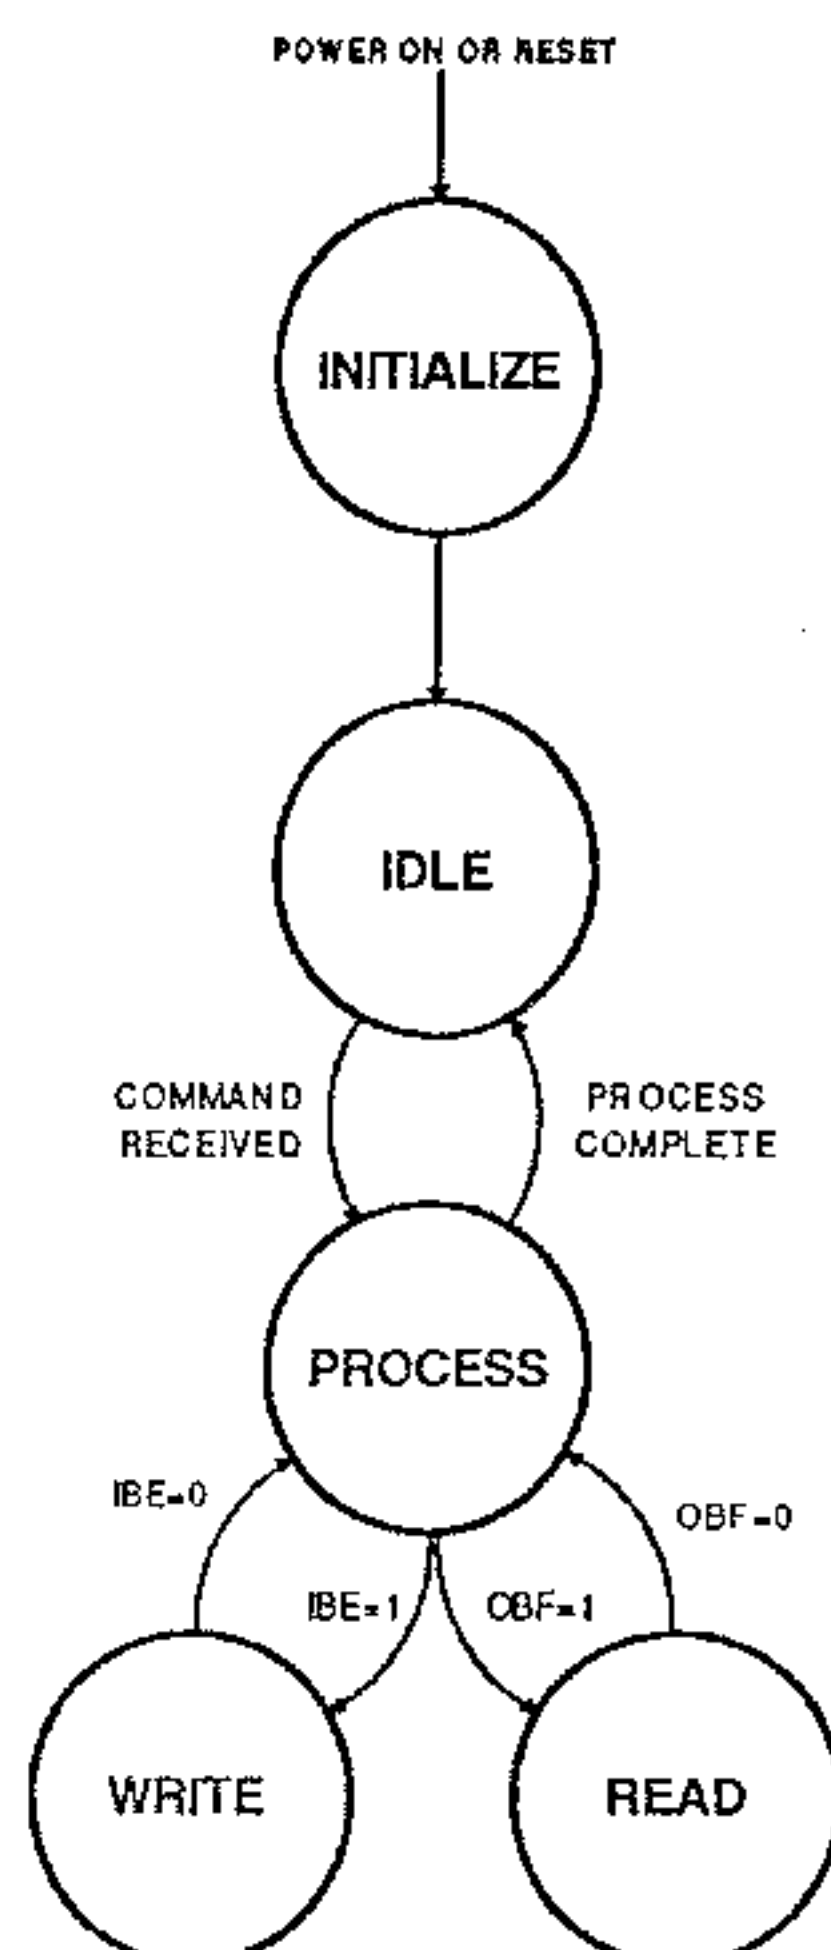 POWER ON OR RESET
INITIALIZE
IDLE
COMMAND
RECEIVED
PROCESS
COMPLETE
PROCESS
IBE=0
OBF=0
IBE=1
OBF=1
WRITE
READ